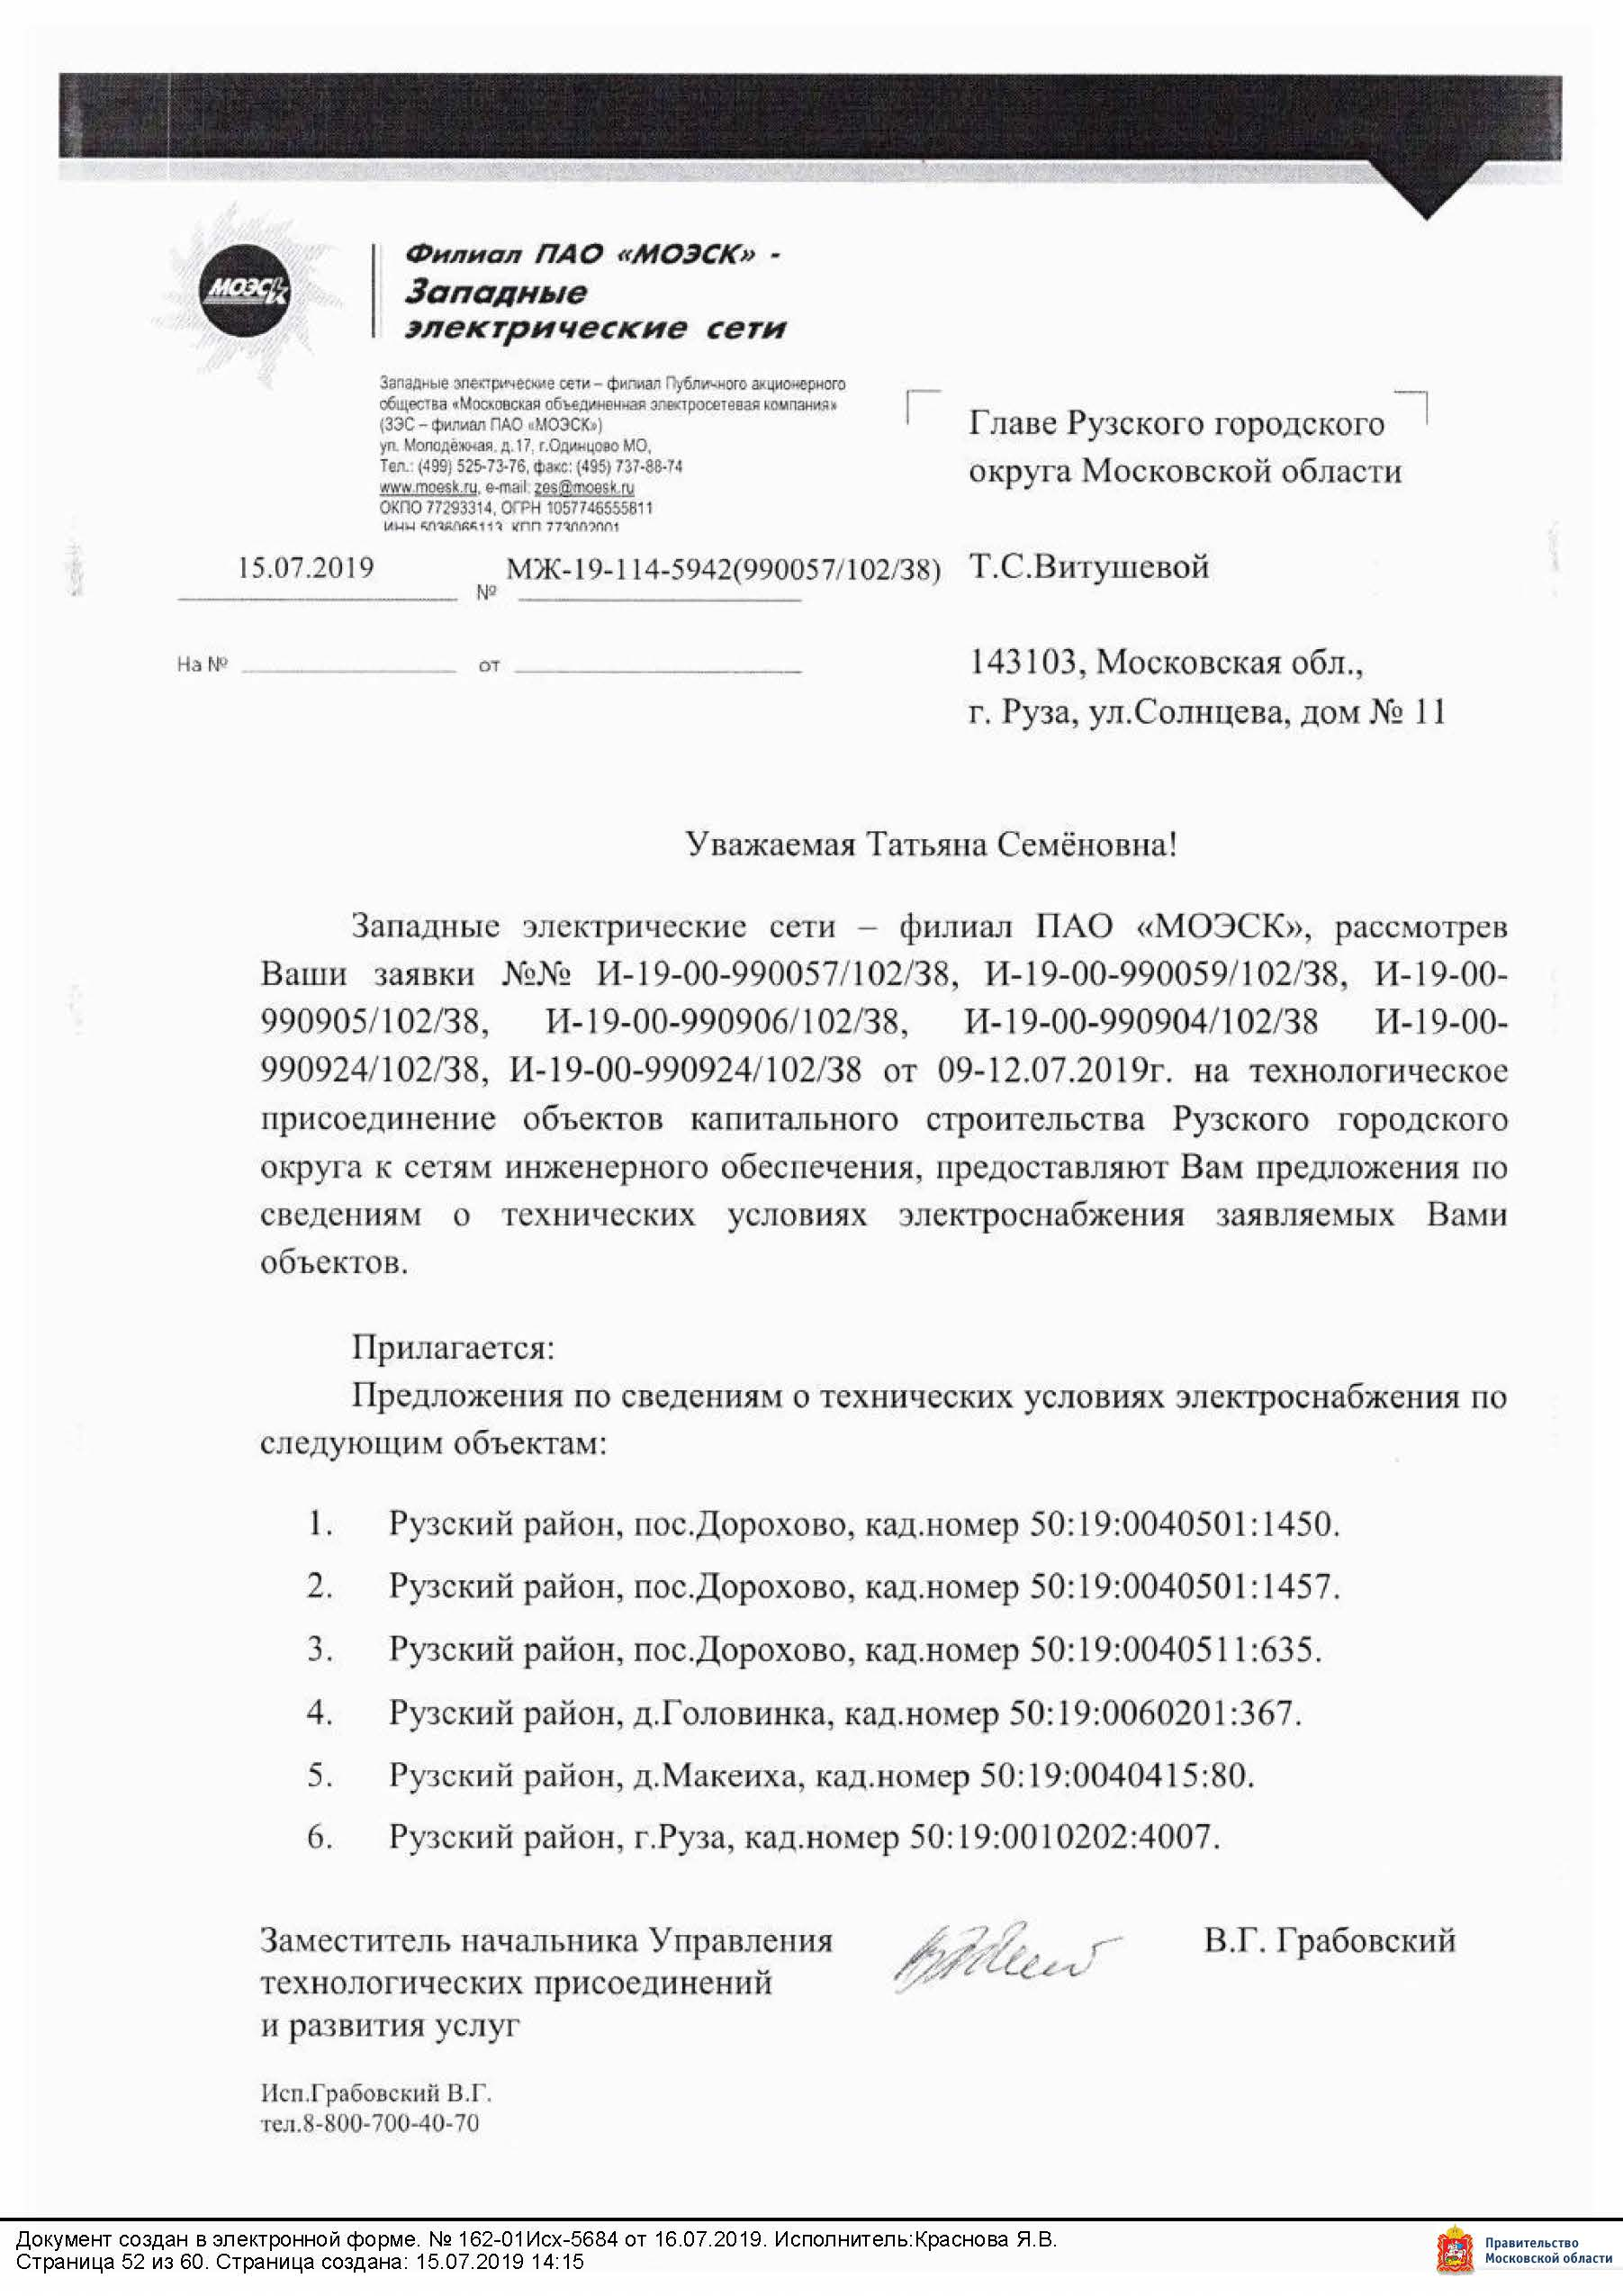 МОЭСК
Филиал ПАО «МОЭСК» -
Западные
электрические сети
Западные электрические сети – филиал Публичного акционерного
общества «Московская объединенная электросетевая компания»
(ЗЭС – филиал ПАО «МОЭСК»)
ул. Молодёжная, д.17, г.Одинцово МО,
Тел.: (499) 525-73-76, факс: (495) 737-88-74
www.moesk.ru, e-mail: zes@moesk.ru
ОКПО 77293314, ОГРН 1057746555811
ИНН 5036065113, КПП 773002001
Главе Рузского городского
округа Московской области
15.07.2019 № МЖ-19-114-5942(990057/102/38)
Т.С.Витушевой
На № от
143103, Московская обл.,
г. Руза, ул.Солнцева, дом № 11
Уважаемая Татьяна Семёновна!
Западные электрические сети – филиал ПАО «МОЭСК», рассмотрев
Ваши заявки №№ И-19-00-990057/102/38, И-19-00-990059/102/38, И-19-00-
990905/102/38, И-19-00-990906/102/38, И-19-00-990904/102/38 И-19-00-
990924/102/38, И-19-00-990924/102/38 от 09-12.07.2019г. на технологическое
присоединение объектов капитального строительства Рузского городского
округа к сетям инженерного обеспечения, предоставляют Вам предложения по
сведениям о технических условиях электроснабжения заявляемых Вами
объектов.
Прилагается:
Предложения по сведениям о технических условиях электроснабжения по
следующим объектам:
1. Рузский район, пос.Дорохово, кад.номер 50:19:0040501:1450.
2. Рузский район, пос.Дорохово, кад.номер 50:19:0040501:1457.
3. Рузский район, пос.Дорохово, кад.номер 50:19:0040511:635.
4. Рузский район, д.Головинка, кад.номер 50:19:0060201:367.
5. Рузский район, д.Макеиха, кад.номер 50:19:0040415:80.
6. Рузский район, г.Руза, кад.номер 50:19:0010202:4007.
Заместитель начальника Управления
технологических присоединений
и развития услуг
В.Г. Грабовский
Исп.Грабовский В.Г.
тел.8-800-700-40-70
Документ создан в электронной форме. № 162-01Исх-5684 от 16.07.2019. Исполнитель:Краснова Я.В.
Страница 52 из 60. Страница создана: 15.07.2019 14:15
Правительство
Московской области